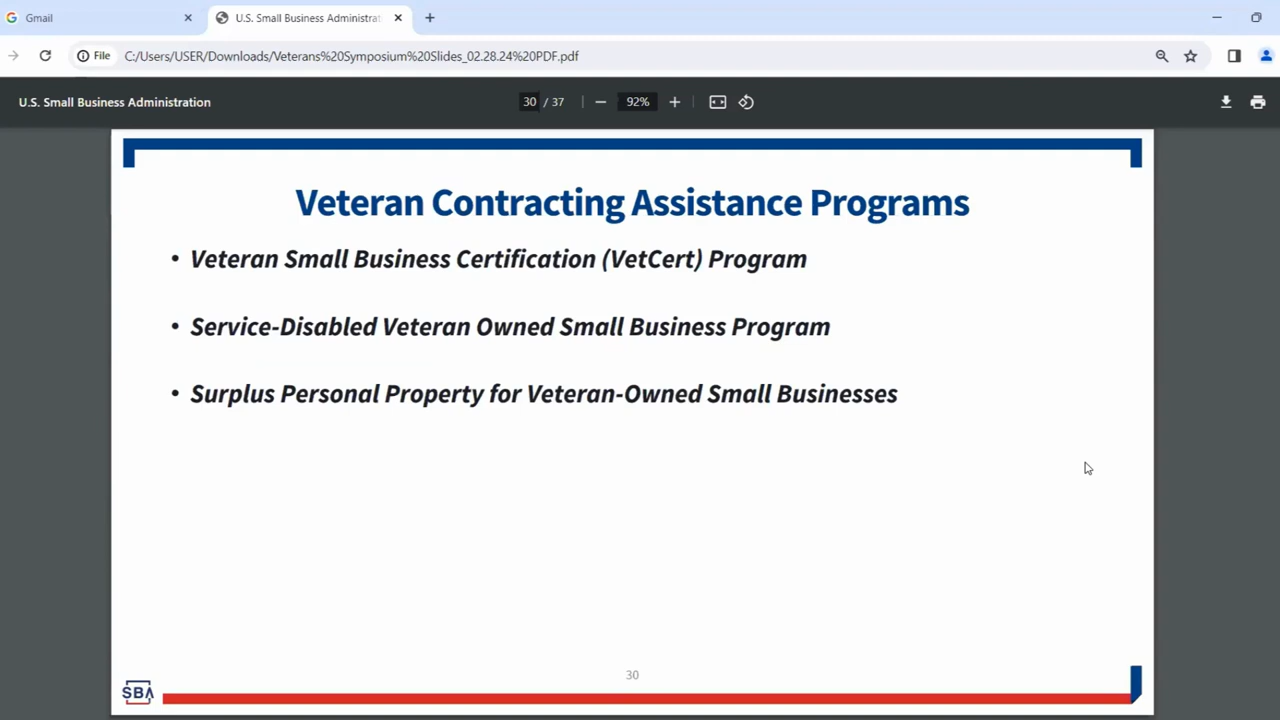 Gmail
U.S. Small Business Administrat
File
C:/Users/USER/Downloads/Veterans%20Symposium%20Slides_02.28.24%20PDF.pdf
U.S. Small Business Administration
30 / 37
92%
Veteran Contracting Assistance Programs
• Veteran Small Business Certification (VetCert) Program
• Service-Disabled Veteran Owned Small Business Program
• Surplus Personal Property for Veteran-Owned Small Businesses
30
SBA